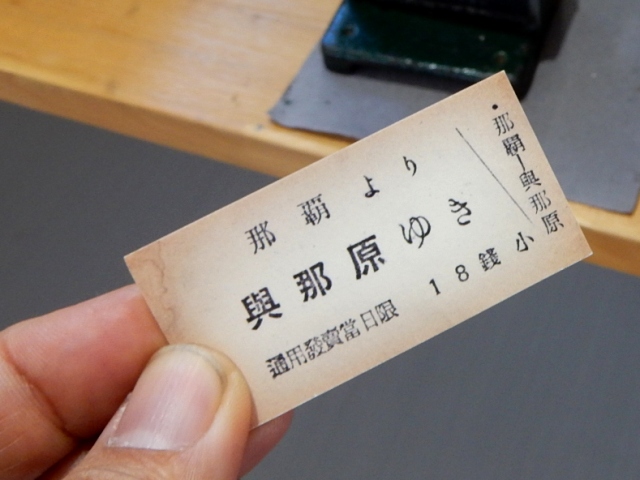 那覇より
與那原ゆき
18錢
通用發賣當日限
・那覇―與那原
小